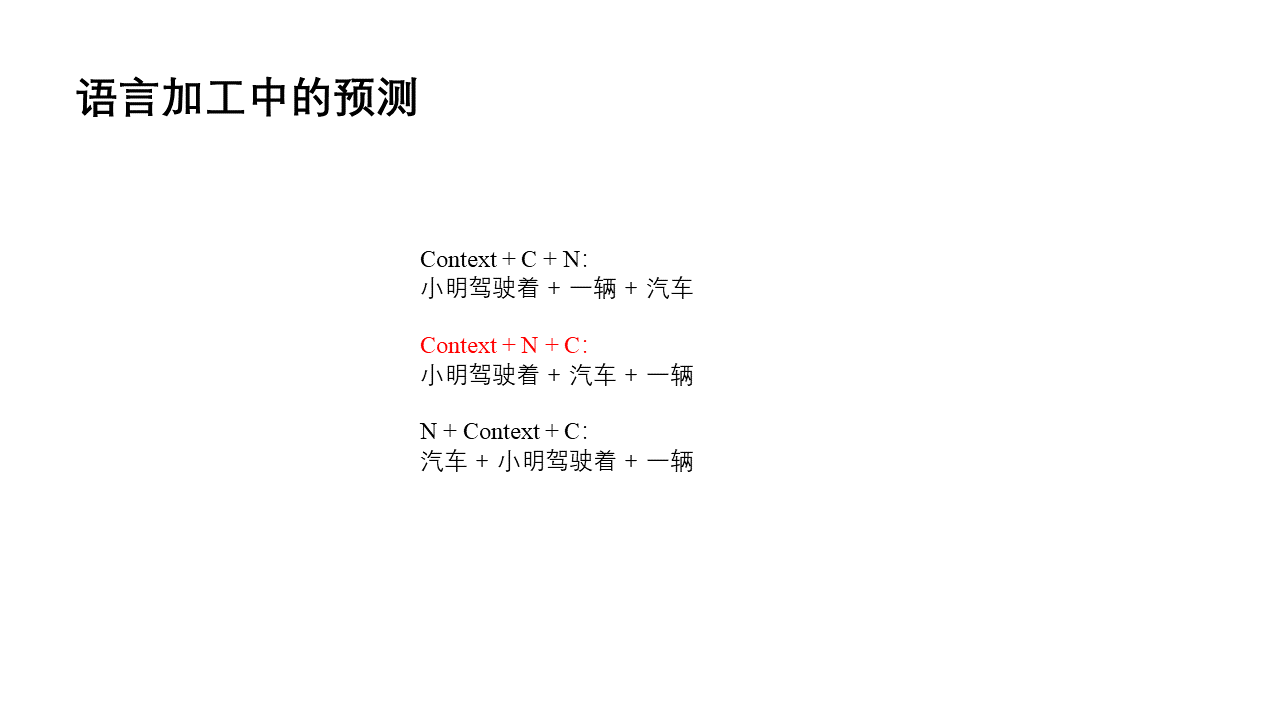 语言加工中的预测
Context + C + N:
小明驾驶着 + 一辆 + 汽车
Context + N + C:
小明驾驶着 + 汽车 + 一辆
N + Context + C:
汽车 + 小明驾驶着 + 一辆